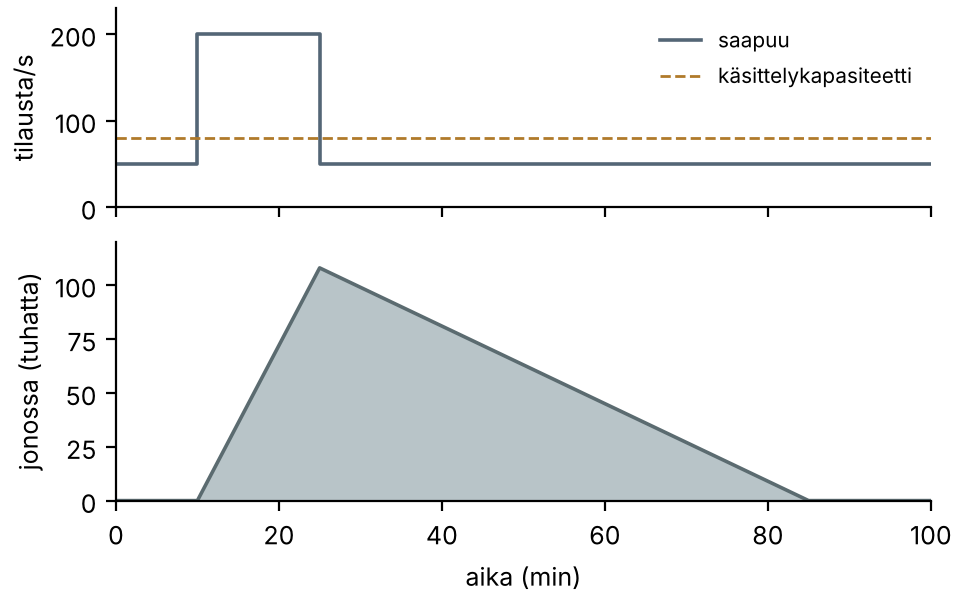 tilausta/s
200
100
0
saapuu
käsittelykapasiteetti
jonossa (tuhatta)
100
75
50
25
0
0 20 40 60 80 100
aika (min)